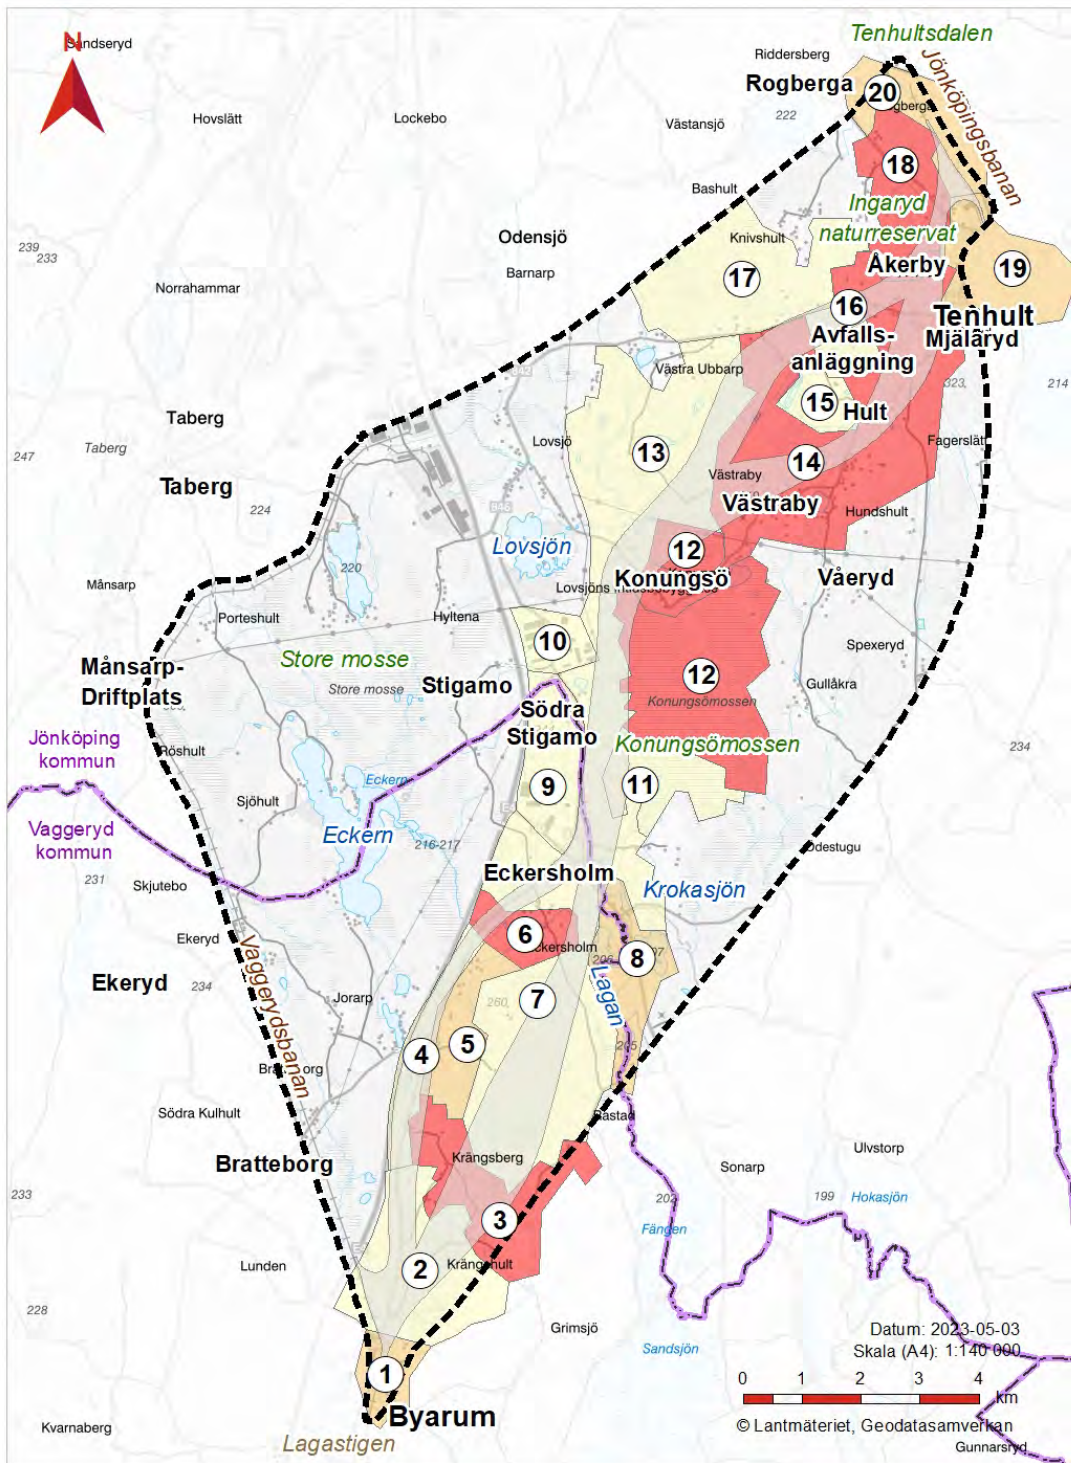 Tenhultsdalen
N
Sandseryd
Riddersberg
Rogberga
Jönköpingsbanan
20
Hovslätt
Lockebo
222
Västansjö
18
Bashult
Ingaryd
naturreservat
Odensjö
Knivshult
239
233
Barnarp
Åkerby
19
17
Norrahammar
16
Tenhult
Mjälaryd
Avfalls-
anläggning
Västra Ubbarp
323
214
15
Hult
Taberg
Taberg
247
Lovsjö
13
Fagerslätt
14
Västraby
Taberg
Västraby
224
Hundshult
Lovsjön
12
220
Konungsö
Våeryd
Månsarp
Porteshult
Hyltena
10
Spexeryd
Store mosse
Månsarp-
Driftplats
Store mosse
Stigamo
12
Gullåkra
Konungsömossen
Södra
Stigamo
Jönköping
kommun
Röshult
Konungsömossen
234
Eckern
9
11
Sjöhult
Vaggeryd
kommun
Eckern
216-217
Odestugu
231
Skjutebo
Eckersholm
Krokasjön
Ekeryd
6
Eckersholm
8
206
207
Vaggerydsbanan
Ekeryd
234
Lagan
Jorarp
260
7
4
5
205
Södra Kulhult
Råstad
Bratteborg
Krängsberg
Ulvstorp
Sonarp
233
202
199
Hokasjön
3
Fängen
Lunden
2
Krängshult
228
Grimsjö
Datum: 2023-05-03
Sandsjön
Skala (A4): 1:140 000
1
0 1 2 3 4
km
Byarum
© Lantmäteriet, Geodatasamverkan
Kvarnaberg
Lagastigen
Gunnarsryd